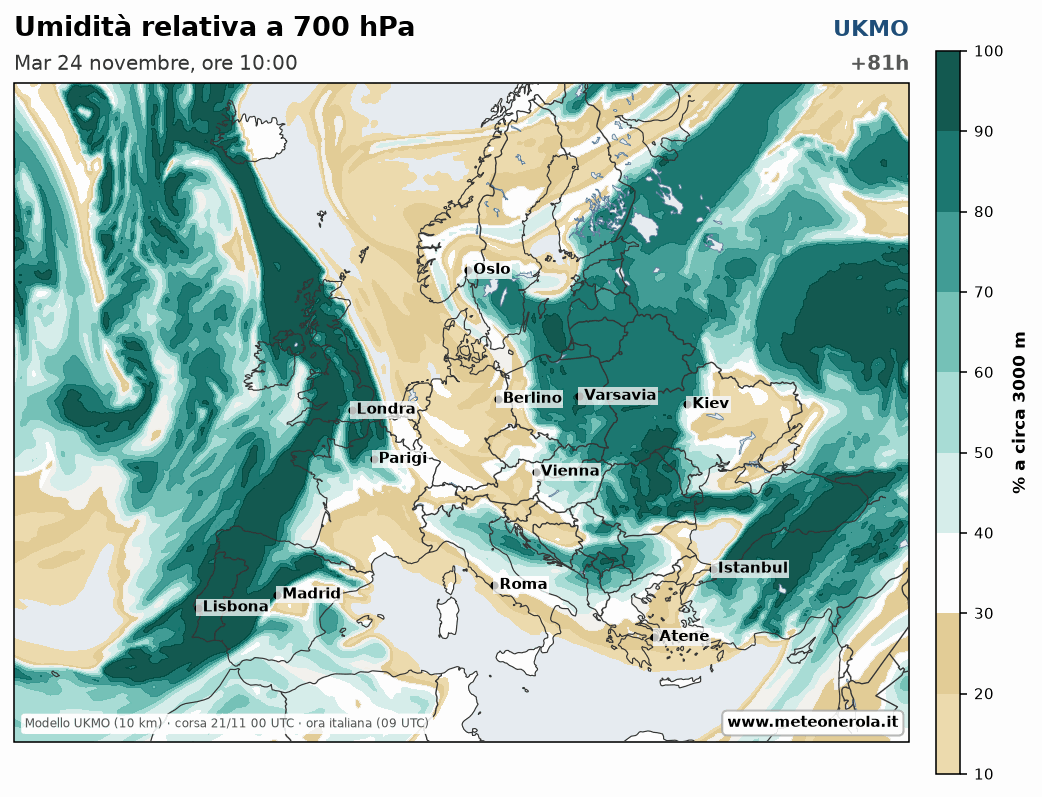 Umidità relativa a 700 hPa
UKMO
Mar 24 novembre, ore 10:00
+81h
100
90
80
70
60
50
40
30
20
10
% a circa 3000 m
Oslo
Berlino
Varsavia
Kiev
Londra
Parigi
Vienna
Istanbul
Roma
Madrid
Lisbona
Atene
Modello UKMO (10 km) · corsa 21/11 00 UTC · ora italiana (09 UTC)
www.meteonerola.it